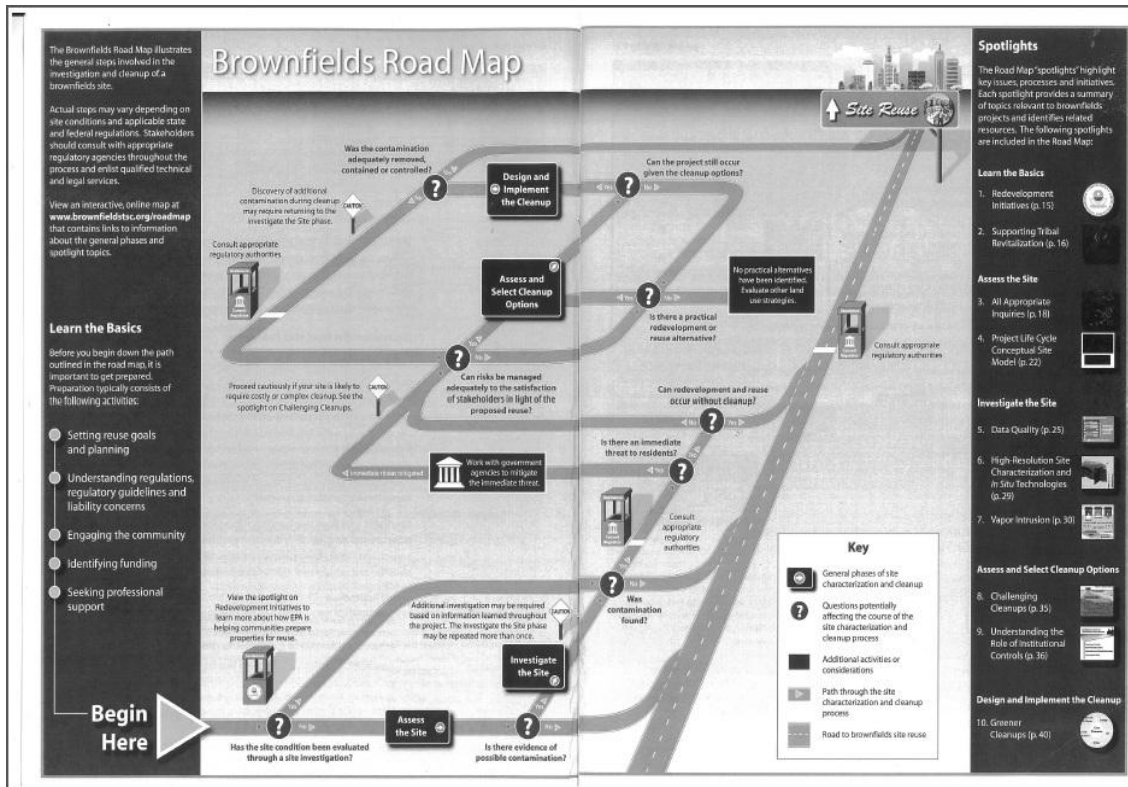 The Brownfields Road Map illustrates
the general steps involved in the
investigation and cleanup of a
brownfields site.
Actual steps may vary depending on
site conditions and applicable state
and federal regulations. Stakeholders
should consult with appropriate
regulatory agencies throughout the
process and enlist qualified technical
and legal services.
View an interactive, online map at
www.brownfieldstsc.org/roadmap
that contains links to information
about the general phases and
spotlight topics.
Learn the Basics
Before you begin down the path
outlined in the road map, it is
important to get prepared.
Preparation typically consists of
the following activities:
Setting reuse goals
and planning
Understanding regulations,
regulatory guidelines and
liability concerns
Engaging the community
Identifying funding
Seeking professional
support
Begin
Here
Brownfields Road Map
Site Reuse
Was the contamination
adequately removed,
contained or controlled?
Yes
?
No
Design and
Implement
the Cleanup
Can the project still occur
given the cleanup options?
Yes
?
No
Discovery of additional
contamination during cleanup
may require returning to the
Investigate the Site phase.
CAUTION
Consult appropriate
regulatory authorities
Assess and
Select Cleanup
Options
Yes
?
No
No practical alternatives
have been identified.
Evaluate other land
use strategies.
Is there a practical
redevelopment or
reuse alternative?
Consult appropriate
regulatory authorities
?
No
Can risks be managed
adequately to the satisfaction
of stakeholders in light of the
proposed reuse?
Proceed cautiously if your site is likely to
require costly or complex cleanup. See the
spotlight on Challenging Cleanups.
CAUTION
Can redevelopment and reuse
occur without cleanup?
No
?
Yes
Is there an immediate
threat to residents?
No
Yes
?
Immediate threat mitigated
Work with government
agencies to mitigate
the immediate threat.
Consult
appropriate
regulatory
authorities
Yes
?
No
Was
contamination
found?
View the spotlight on
Redevelopment Initiatives to
learn more about how EPA is
helping communities prepare
properties for reuse.
Additional investigation may be required
based on information learned throughout
the project. The Investigate the Site phase
may be repeated more than once.
CAUTION
Investigate
the Site
Yes
Yes
?
No
Assess
the Site
?
No
Has the site condition been evaluated
through a site investigation?
Is there evidence of
possible contamination?
Key
General phases of site
characterization and cleanup
?
Questions potentially
affecting the course of the
site characterization and
cleanup process
Additional activities or
considerations
Path through the site
characterization and cleanup
process
Road to brownfields site reuse
Spotlights
The Road Map "spotlights" highlight
key issues, processes and initiatives.
Each spotlight provides a summary
of topics relevant to brownfields
projects and identifies related
resources. The following spotlights
are included in the Road Map:
Learn the Basics
1. Redevelopment
Initiatives (p. 15)
2. Supporting Tribal
Revitalization (p. 16)
Assess the Site
3. All Appropriate
Inquiries (p. 18)
4. Project Life Cycle
Conceptual Site
Model (p. 22)
Investigate the Site
5. Data Quality (p. 25)
6. High-Resolution Site
Characterization and
In Situ Technologies
(p. 29)
7. Vapor Intrusion (p. 30)
Assess and Select Cleanup Options
8. Challenging
Cleanups (p. 35)
9. Understanding the
Role of Institutional
Controls (p. 36)
Design and Implement the Cleanup
10. Greener
Cleanups (p. 40)